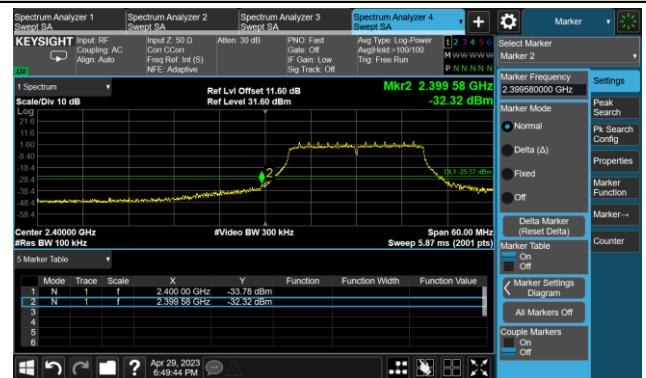 Spectrum Analyzer 1
Swept SA
Spectrum Analyzer 2
Swept SA
Spectrum Analyzer 3
Swept SA
Spectrum Analyzer 4
Swept SA
+
Marker
KEYSIGHT
Input: RF
Coupling: AC
Align: Auto
Input Z: 50 Ω
Corr CCorr
Freq Ref: Int (S)
NFE: Adaptive
Atten: 30 dB
PNO: Fast
Gate: Off
IF Gain: Low
Sig Track: Off
Avg Type: Log-Power
Avg|Hold:>100/100
Trig: Free Run
1 2 3 4 5 6
M W W W W W
P N N N N N
Select Marker
Marker 2
1 Spectrum
Scale/Div 10 dB
Log
Ref Lvl Offset 11.60 dB
Ref Level 31.60 dBm
Mkr2 2.399 58 GHz
-32.32 dBm
21.6
11.6
1.60
-8.40
-18.4
-28.4
-38.4
-48.4
-58.4
2
DL1 -25.57 dBm
Center 2.40000 GHz
#Res BW 100 kHz
#Video BW 300 kHz
Span 60.00 MHz
Sweep 5.87 ms (2001 pts)
5 Marker Table
Mode Trace Scale X Y Function Function Width Function Value
1 N 1 f 2.400 00 GHz -33.78 dBm
2 N 1 f 2.399 58 GHz -32.32 dBm
3
4
5
6
Marker Frequency
2.399580000 GHz
Marker Mode
Normal
Delta (Δ)
Fixed
Off
Delta Marker
(Reset Delta)
Marker Table
On
Off
Marker Settings
Diagram
All Markers Off
Couple Markers
On
Off
Settings
Peak
Search
Pk Search
Config
Properties
Marker
Function
Marker→
Counter
?
Apr 29, 2023
6:49:44 PM